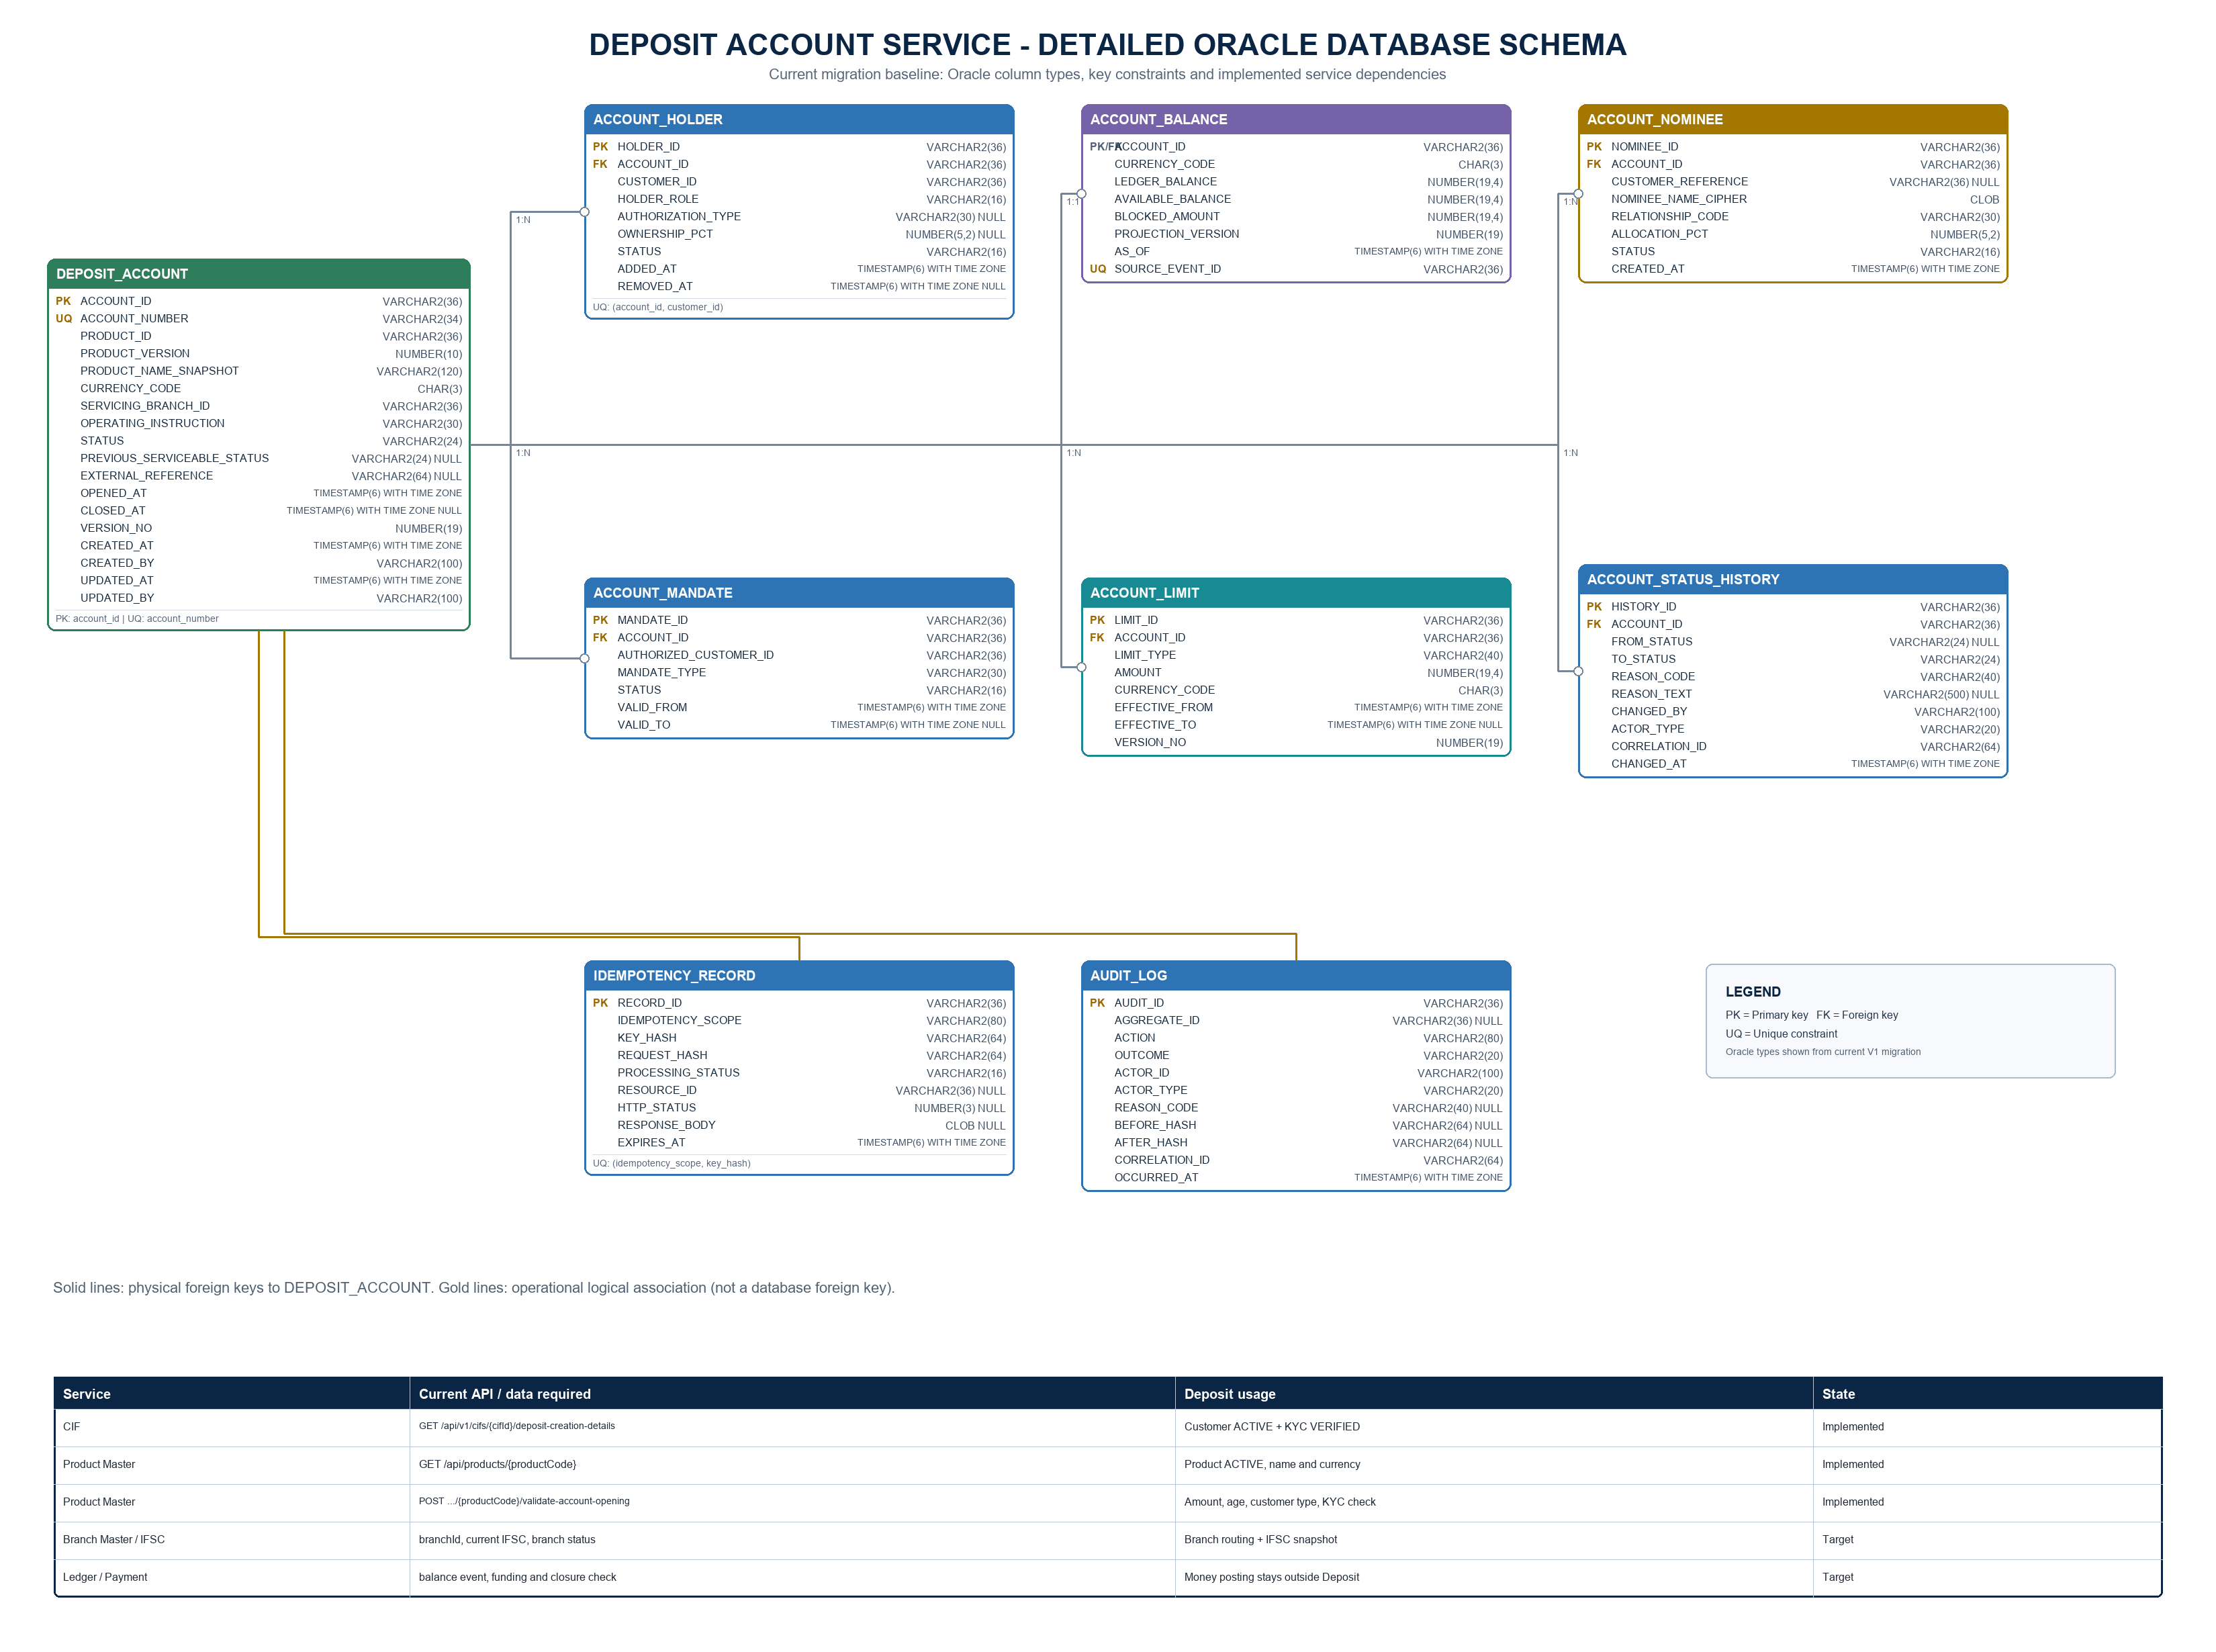 DEPOSIT ACCOUNT SERVICE - DETAILED ORACLE DATABASE SCHEMA
Current migration baseline: Oracle column types, key constraints and implemented service dependencies
DEPOSIT_ACCOUNT
PK ACCOUNT_ID VARCHAR2(36)
UQ ACCOUNT_NUMBER VARCHAR2(34)
PRODUCT_ID VARCHAR2(36)
PRODUCT_VERSION NUMBER(10)
PRODUCT_NAME_SNAPSHOT VARCHAR2(120)
CURRENCY_CODE CHAR(3)
SERVICING_BRANCH_ID VARCHAR2(36)
OPERATING_INSTRUCTION VARCHAR2(30)
STATUS VARCHAR2(24)
PREVIOUS_SERVICEABLE_STATUS VARCHAR2(24) NULL
EXTERNAL_REFERENCE VARCHAR2(64) NULL
OPENED_AT TIMESTAMP(6) WITH TIME ZONE
CLOSED_AT TIMESTAMP(6) WITH TIME ZONE NULL
VERSION_NO NUMBER(19)
CREATED_AT TIMESTAMP(6) WITH TIME ZONE
CREATED_BY VARCHAR2(100)
UPDATED_AT TIMESTAMP(6) WITH TIME ZONE
UPDATED_BY VARCHAR2(100)
PK: account_id | UQ: account_number
ACCOUNT_HOLDER
PK HOLDER_ID VARCHAR2(36)
FK ACCOUNT_ID VARCHAR2(36)
CUSTOMER_ID VARCHAR2(36)
HOLDER_ROLE VARCHAR2(16)
AUTHORIZATION_TYPE VARCHAR2(30) NULL
OWNERSHIP_PCT NUMBER(5,2) NULL
STATUS VARCHAR2(16)
ADDED_AT TIMESTAMP(6) WITH TIME ZONE
REMOVED_AT TIMESTAMP(6) WITH TIME ZONE NULL
UQ: (account_id, customer_id)
1:N
ACCOUNT_BALANCE
PK/FK ACCOUNT_ID VARCHAR2(36)
CURRENCY_CODE CHAR(3)
LEDGER_BALANCE NUMBER(19,4)
AVAILABLE_BALANCE NUMBER(19,4)
BLOCKED_AMOUNT NUMBER(19,4)
PROJECTION_VERSION NUMBER(19)
AS_OF TIMESTAMP(6) WITH TIME ZONE
UQ SOURCE_EVENT_ID VARCHAR2(36)
1:1
ACCOUNT_NOMINEE
PK NOMINEE_ID VARCHAR2(36)
FK ACCOUNT_ID VARCHAR2(36)
CUSTOMER_REFERENCE VARCHAR2(36) NULL
NOMINEE_NAME_CIPHER CLOB
RELATIONSHIP_CODE VARCHAR2(30)
ALLOCATION_PCT NUMBER(5,2)
STATUS VARCHAR2(16)
CREATED_AT TIMESTAMP(6) WITH TIME ZONE
1:N
1:N
1:N
1:N
ACCOUNT_MANDATE
PK MANDATE_ID VARCHAR2(36)
FK ACCOUNT_ID VARCHAR2(36)
AUTHORIZED_CUSTOMER_ID VARCHAR2(36)
MANDATE_TYPE VARCHAR2(30)
STATUS VARCHAR2(16)
VALID_FROM TIMESTAMP(6) WITH TIME ZONE
VALID_TO TIMESTAMP(6) WITH TIME ZONE NULL
ACCOUNT_LIMIT
PK LIMIT_ID VARCHAR2(36)
FK ACCOUNT_ID VARCHAR2(36)
LIMIT_TYPE VARCHAR2(40)
AMOUNT NUMBER(19,4)
CURRENCY_CODE CHAR(3)
EFFECTIVE_FROM TIMESTAMP(6) WITH TIME ZONE
EFFECTIVE_TO TIMESTAMP(6) WITH TIME ZONE NULL
VERSION_NO NUMBER(19)
ACCOUNT_STATUS_HISTORY
PK HISTORY_ID VARCHAR2(36)
FK ACCOUNT_ID VARCHAR2(36)
FROM_STATUS VARCHAR2(24) NULL
TO_STATUS VARCHAR2(24)
REASON_CODE VARCHAR2(40)
REASON_TEXT VARCHAR2(500) NULL
CHANGED_BY VARCHAR2(100)
ACTOR_TYPE VARCHAR2(20)
CORRELATION_ID VARCHAR2(64)
CHANGED_AT TIMESTAMP(6) WITH TIME ZONE
IDEMPOTENCY_RECORD
PK RECORD_ID VARCHAR2(36)
IDEMPOTENCY_SCOPE VARCHAR2(80)
KEY_HASH VARCHAR2(64)
REQUEST_HASH VARCHAR2(64)
PROCESSING_STATUS VARCHAR2(16)
RESOURCE_ID VARCHAR2(36) NULL
HTTP_STATUS NUMBER(3) NULL
RESPONSE_BODY CLOB NULL
EXPIRES_AT TIMESTAMP(6) WITH TIME ZONE
UQ: (idempotency_scope, key_hash)
AUDIT_LOG
PK AUDIT_ID VARCHAR2(36)
AGGREGATE_ID VARCHAR2(36) NULL
ACTION VARCHAR2(80)
OUTCOME VARCHAR2(20)
ACTOR_ID VARCHAR2(100)
ACTOR_TYPE VARCHAR2(20)
REASON_CODE VARCHAR2(40) NULL
BEFORE_HASH VARCHAR2(64) NULL
AFTER_HASH VARCHAR2(64) NULL
CORRELATION_ID VARCHAR2(64)
OCCURRED_AT TIMESTAMP(6) WITH TIME ZONE
LEGEND
PK = Primary key FK = Foreign key
UQ = Unique constraint
Oracle types shown from current V1 migration
Solid lines: physical foreign keys to DEPOSIT_ACCOUNT. Gold lines: operational logical association (not a database foreign key).
Service Current API / data required Deposit usage State
CIF GET /api/v1/cifs/{cifId}/deposit-creation-details Customer ACTIVE + KYC VERIFIED Implemented
Product Master GET /api/products/{productCode} Product ACTIVE, name and currency Implemented
Product Master POST .../{productCode}/validate-account-opening Amount, age, customer type, KYC check Implemented
Branch Master / IFSC branchId, current IFSC, branch status Branch routing + IFSC snapshot Target
Ledger / Payment balance event, funding and closure check Money posting stays outside Deposit Target